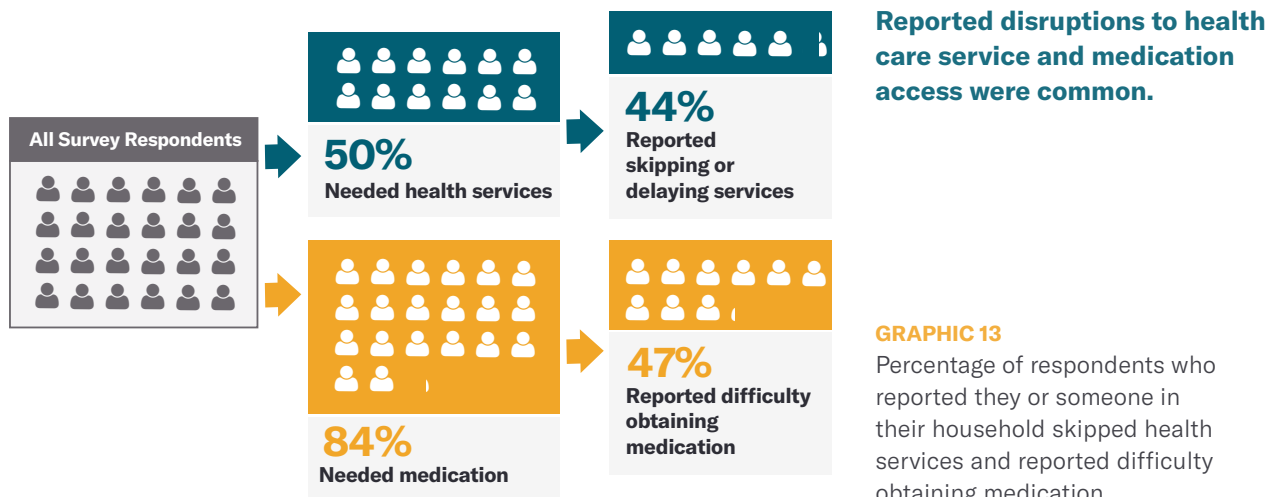 All Survey Respondents
50%
Needed health services
44%
Reported
skipping or
delaying services
84%
Needed medication
47%
Reported difficulty
obtaining
medication
Reported disruptions to health
care service and medication
access were common.
GRAPHIC 13
Percentage of respondents who
reported they or someone in
their household skipped health
services and reported difficulty
obtaining medication